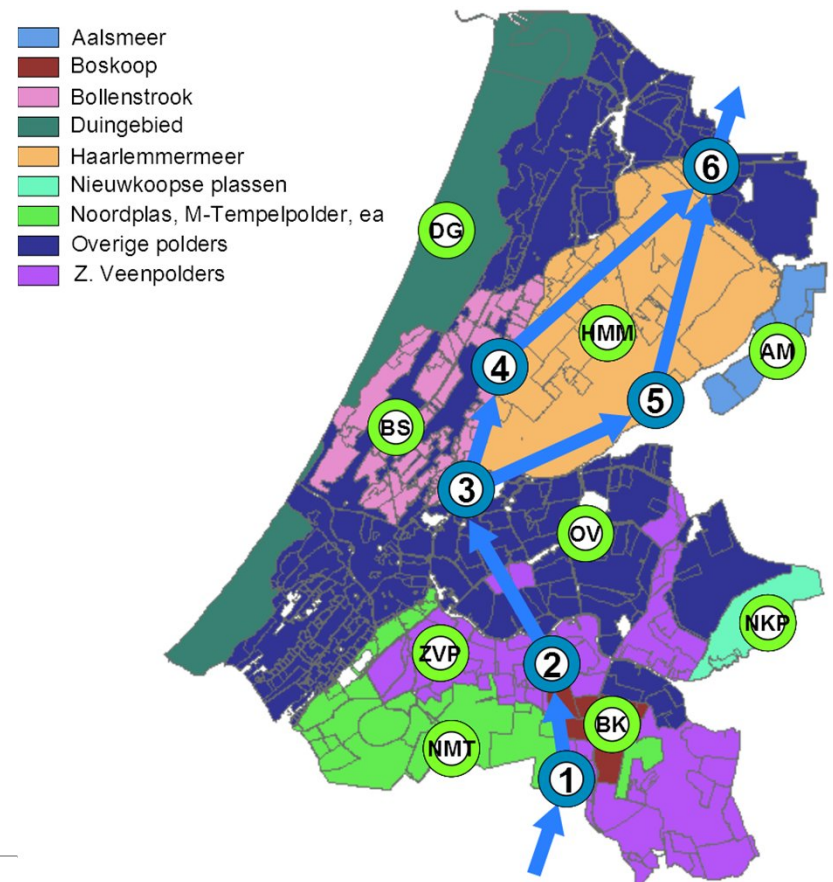 Aalsmeer
Boskoop
Bollenstrook
Duingebied
Haarlemmermeer
Nieuwkoopse plassen
Noordplas, M-Tempelpolder, ea
Overige polders
Z. Veenpolders
6
DG
HMM
AM
4
5
BS
3
OV
NKP
ZVP
2
BK
NMT
1